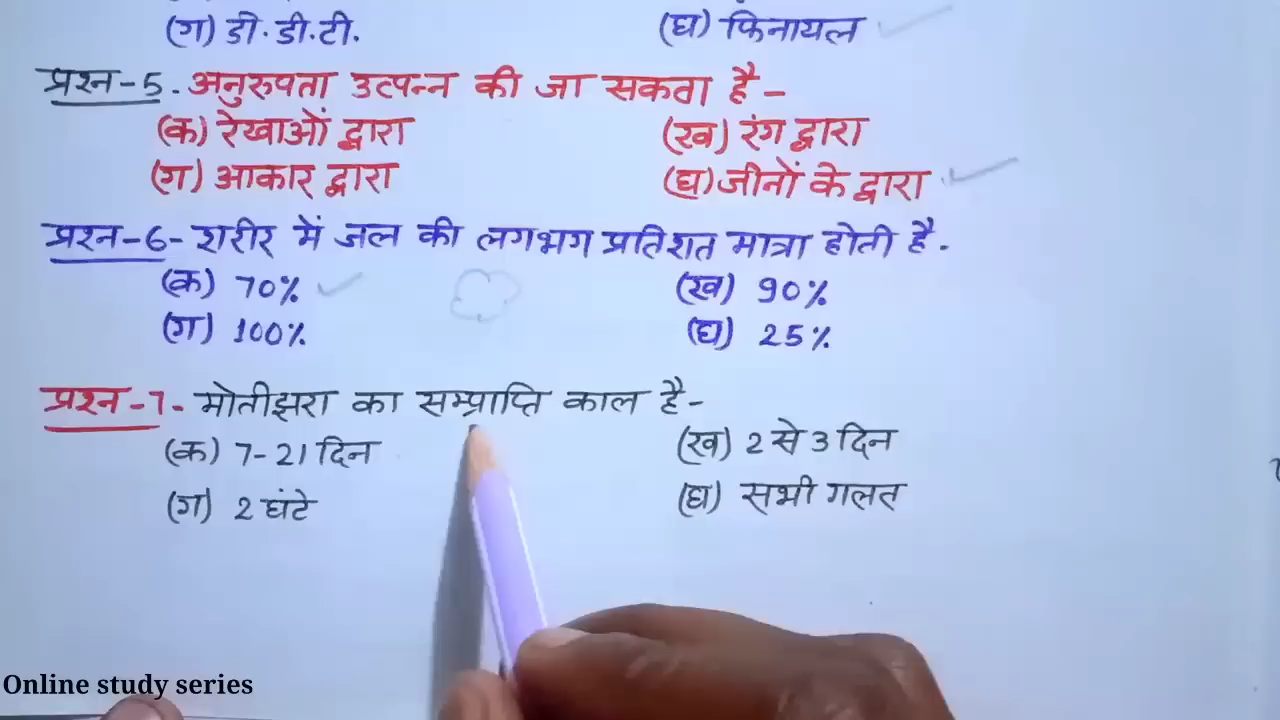 (ग) डी.डी.टी. (घ) फिनायल
प्रश्न-5. अनुरुपता उत्पन्न की जा सकता है-
(क) रेखाओं द्वारा (ख) रंग द्वारा
(ग) आकार द्वारा (घ) जीनों के द्वारा
प्रश्न-6- शरीर में जल की लगभग प्रतिशत मात्रा होती है.
(क) 70% (ख) 90%
(ग) 100% (घ) 25%
प्रश्न-7- मोतीझरा का सम्प्राप्ति काल है-
(क) 7-21 दिन (ख) 2 से 3 दिन
(ग) 2 घंटे (घ) सभी गलत
Online study series